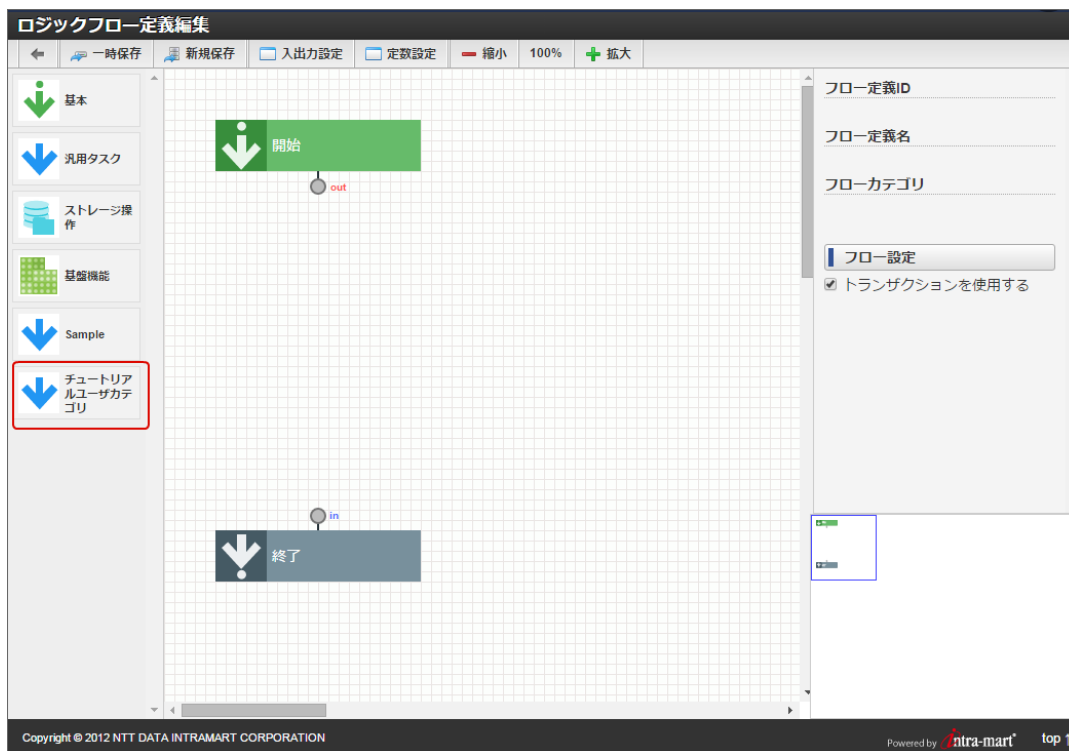 ロジックフロー定義編集
一時保存 新規保存 入出力設定 定数設定 縮小 100% 拡大
基本
汎用タスク
ストレージ操
作
基盤機能
Sample
チュートリア
ルユーザカテ
ゴリ
開始
out
in
終了
フロー定義ID
フロー定義名
フローカテゴリ
フロー設定
トランザクションを使用する
Copyright © 2012 NTT DATA INTRAMART CORPORATION
Powered by intra-mart
top ↑